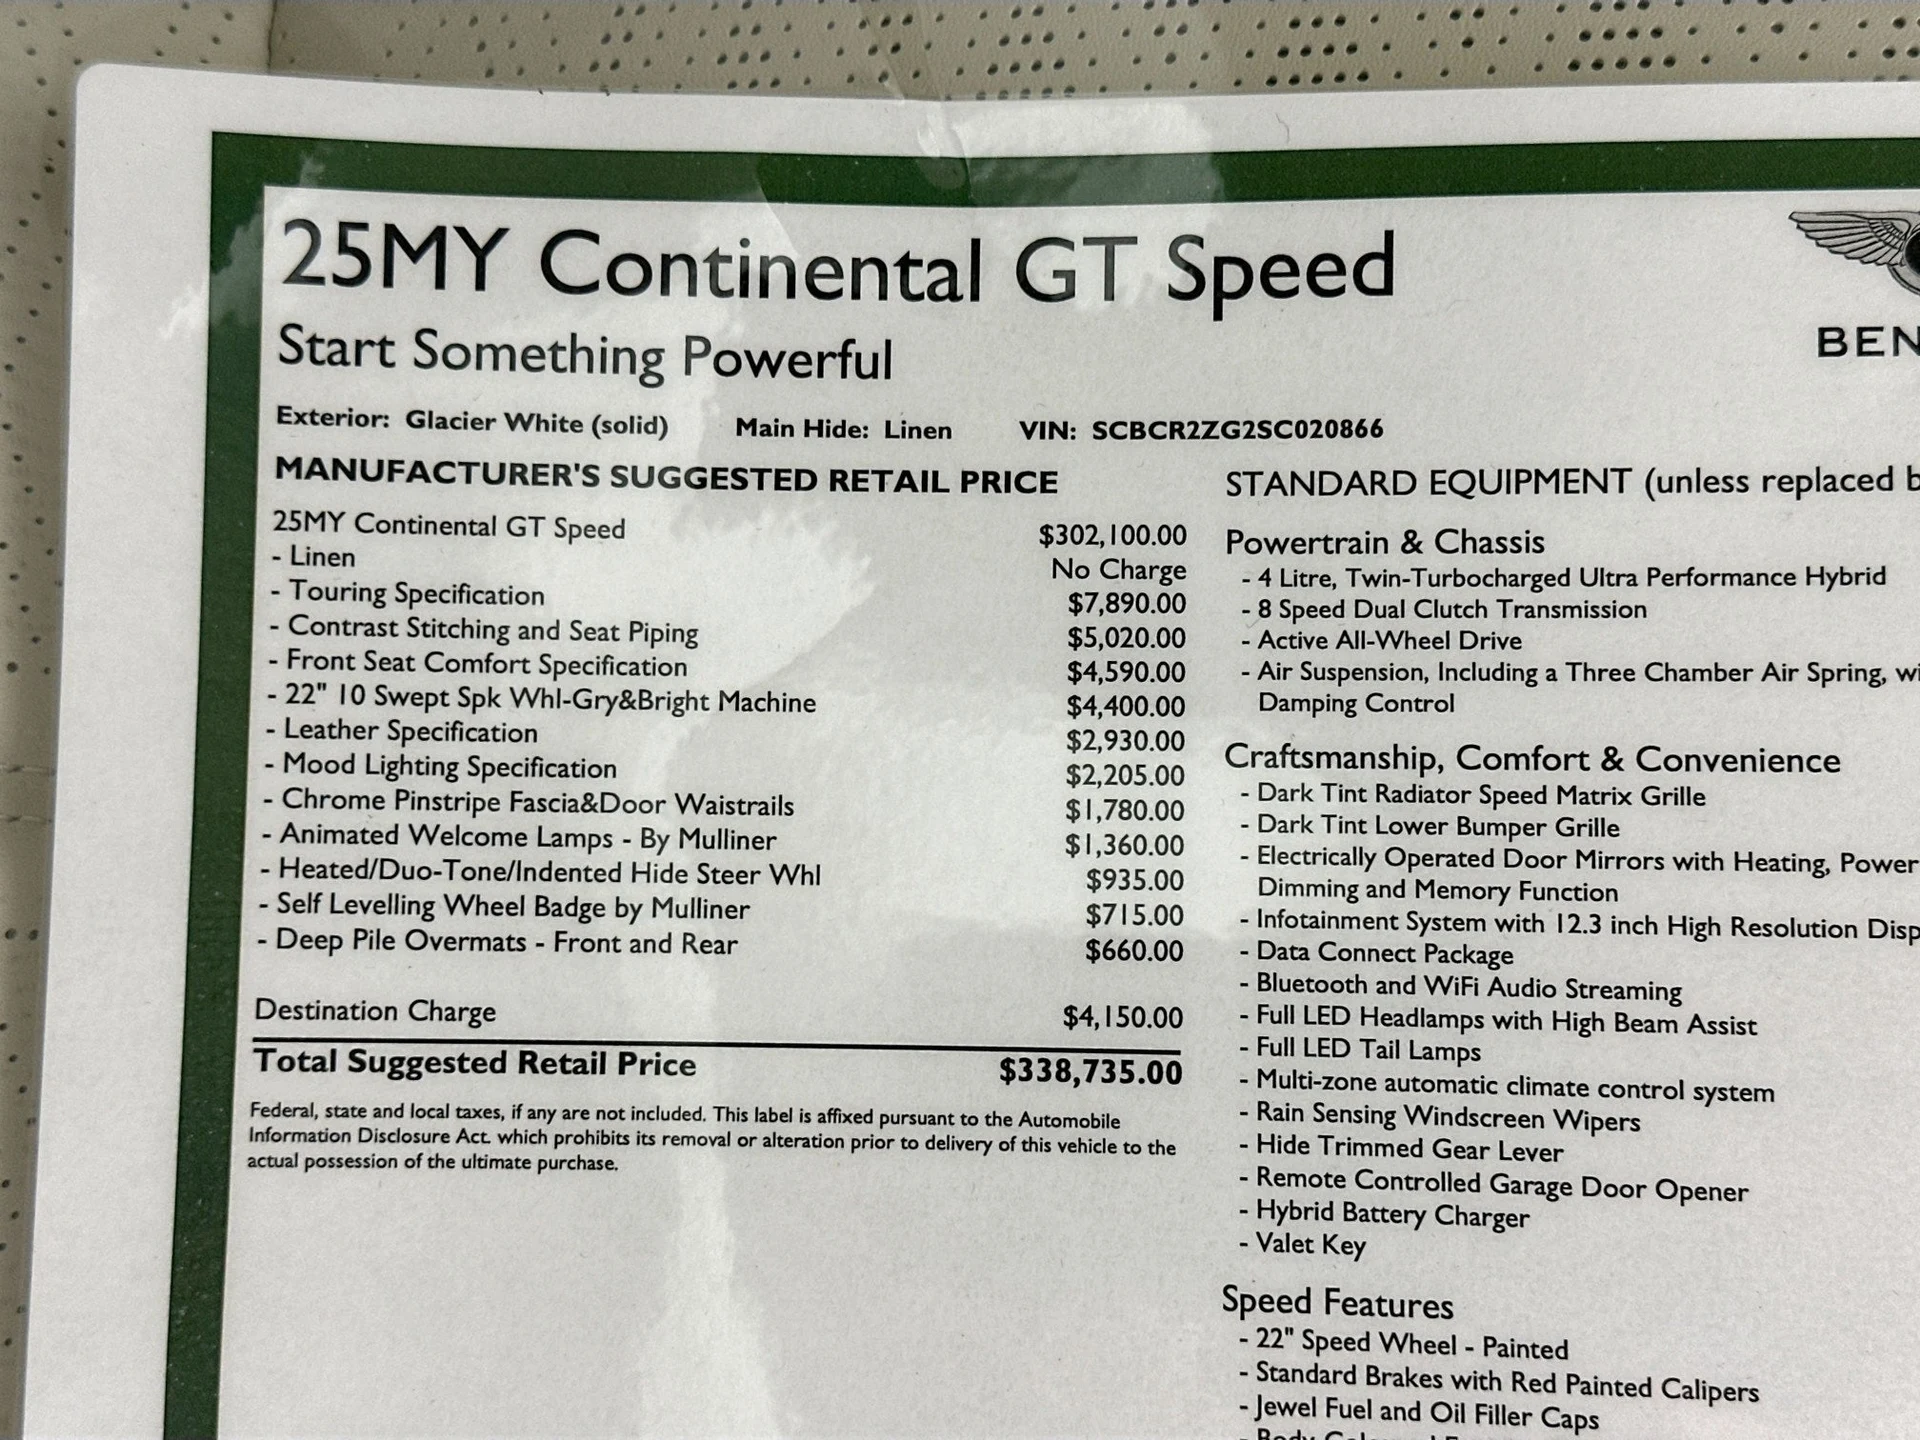 25MY Continental GT Speed
Start Something Powerful
Exterior: Glacier White (solid) Main Hide: Linen VIN: SCBCR2ZG2SC020866
MANUFACTURER'S SUGGESTED RETAIL PRICE
25MY Continental GT Speed $302,100.00
- Linen No Charge
- Touring Specification $7,890.00
- Contrast Stitching and Seat Piping $5,020.00
- Front Seat Comfort Specification $4,590.00
- 22" 10 Swept Spk Whl-Gry&Bright Machine $4,400.00
- Leather Specification $2,930.00
- Mood Lighting Specification $2,205.00
- Chrome Pinstripe Fascia&Door Waistrails $1,780.00
- Animated Welcome Lamps - By Mulliner $1,360.00
- Heated/Duo-Tone/Indented Hide Steer Whl $935.00
- Self Levelling Wheel Badge by Mulliner $715.00
- Deep Pile Overmats - Front and Rear $660.00
Destination Charge $4,150.00
Total Suggested Retail Price $338,735.00
Federal, state and local taxes, if any are not included. This label is affixed pursuant to the Automobile
Information Disclosure Act. which prohibits its removal or alteration prior to delivery of this vehicle to the
actual possession of the ultimate purchase.
BEN
STANDARD EQUIPMENT (unless replaced b
Powertrain & Chassis
- 4 Litre, Twin-Turbocharged Ultra Performance Hybrid
- 8 Speed Dual Clutch Transmission
- Active All-Wheel Drive
- Air Suspension, Including a Three Chamber Air Spring, wi
Damping Control
Craftsmanship, Comfort & Convenience
- Dark Tint Radiator Speed Matrix Grille
- Dark Tint Lower Bumper Grille
- Electrically Operated Door Mirrors with Heating, Power
Dimming and Memory Function
- Infotainment System with 12.3 inch High Resolution Disp
- Data Connect Package
- Bluetooth and WiFi Audio Streaming
- Full LED Headlamps with High Beam Assist
- Full LED Tail Lamps
- Multi-zone automatic climate control system
- Rain Sensing Windscreen Wipers
- Hide Trimmed Gear Lever
- Remote Controlled Garage Door Opener
- Hybrid Battery Charger
- Valet Key
Speed Features
- 22" Speed Wheel - Painted
- Standard Brakes with Red Painted Calipers
- Jewel Fuel and Oil Filler Caps